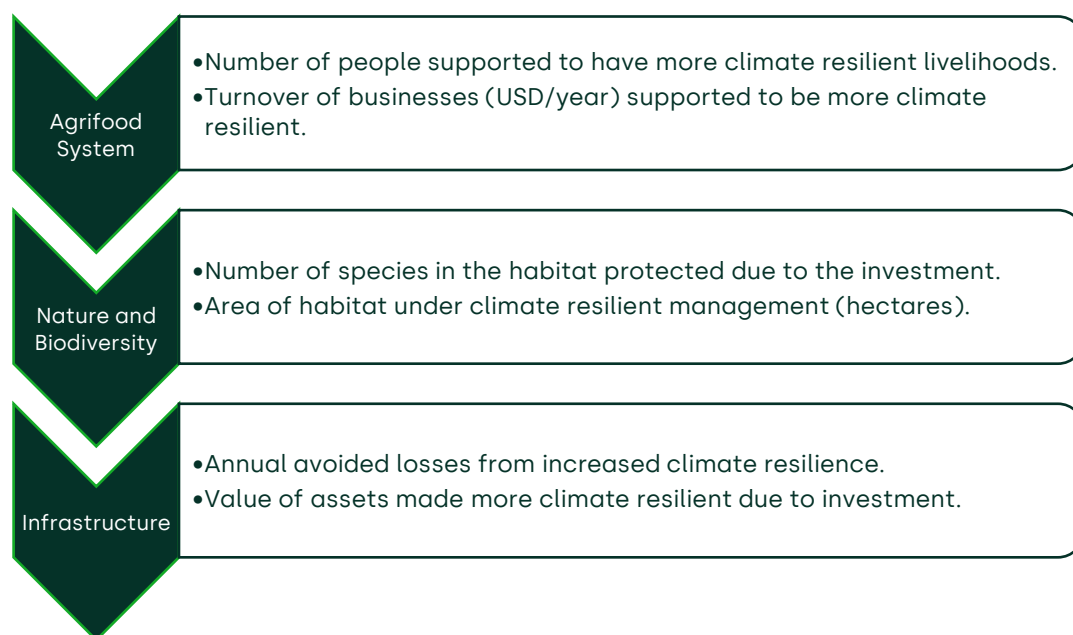 Agrifood
System
•Number of people supported to have more climate resilient livelihoods.
•Turnover of businesses (USD/year) supported to be more climate
resilient.
Nature and
Biodiversity
•Number of species in the habitat protected due to the investment.
•Area of habitat under climate resilient management (hectares).
Infrastructure
•Annual avoided losses from increased climate resilience.
•Value of assets made more climate resilient due to investment.